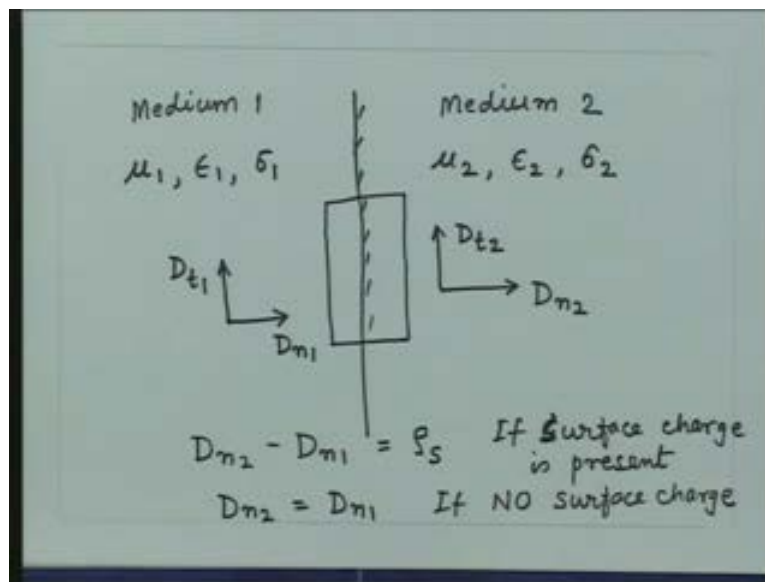 Medium 1
Medium 2
μ₁, ε₁, σ₁
μ₂, ε₂, σ₂
Dt₁
Dn₁
Dt₂
Dn₂
Dn₂ - Dn₁ = ρs If surface charge
is present
Dn₂ = Dn₁ If NO surface charge